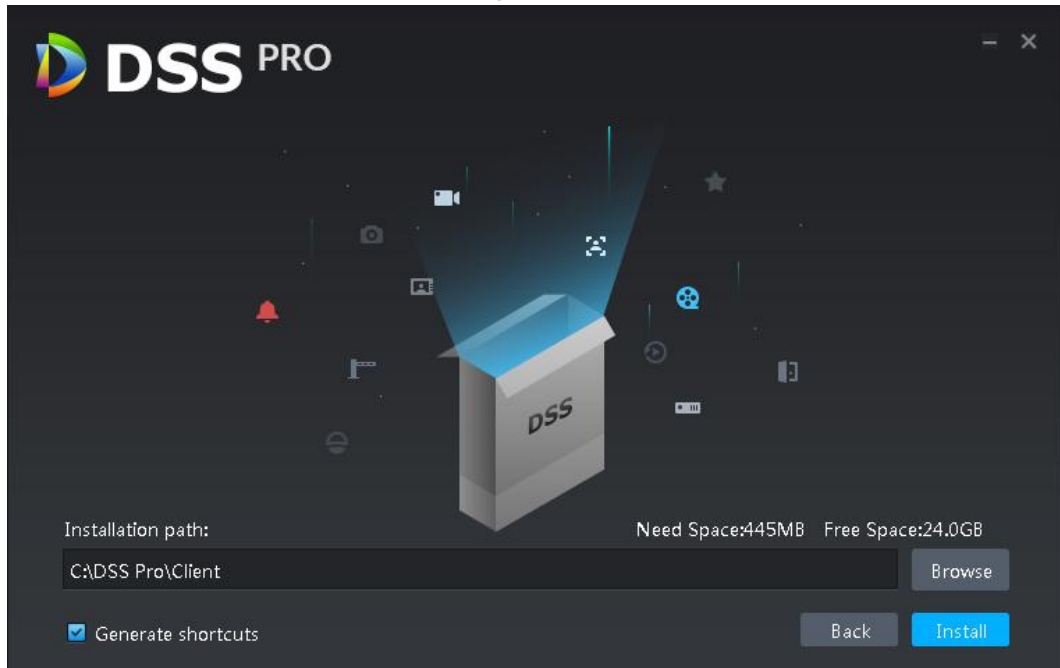 DSS PRO
DSS
Installation path:
Need Space:445MB Free Space:24.0GB
C:\DSS Pro\Client
Browse
Generate shortcuts
Back
Install